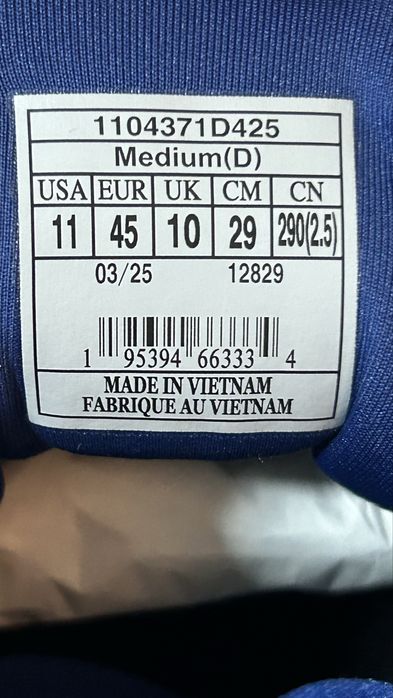 1104371D425
Medium(D)
USA EUR UK CM CN
11 45 10 29 290(2.5)
03/25 12829
1 95394 66333 4
MADE IN VIETNAM
FABRIQUE AU VIETNAM